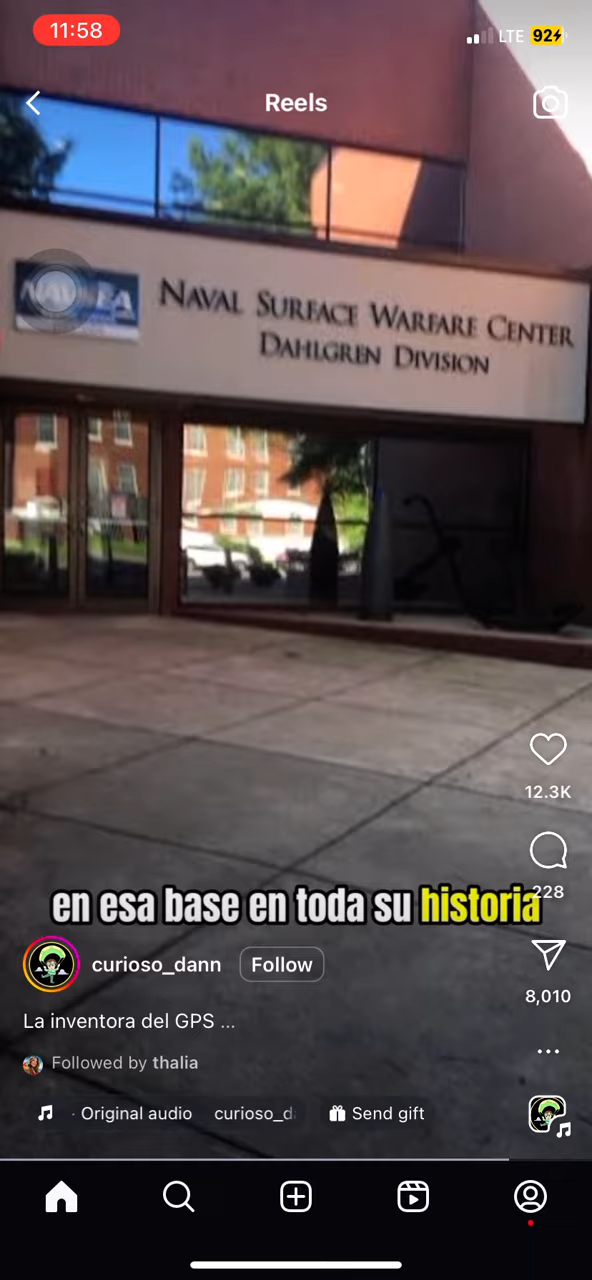 11:58
LTE 92
Reels
NAVSEA
NAVAL SURFACE WARFARE CENTER
DAHLGREN DIVISION
12.3K
228
en esa base en toda su historia
curioso_dann Follow
8,010
La inventora del GPS ...
Followed by thalia
· Original audio curioso_d
Send gift